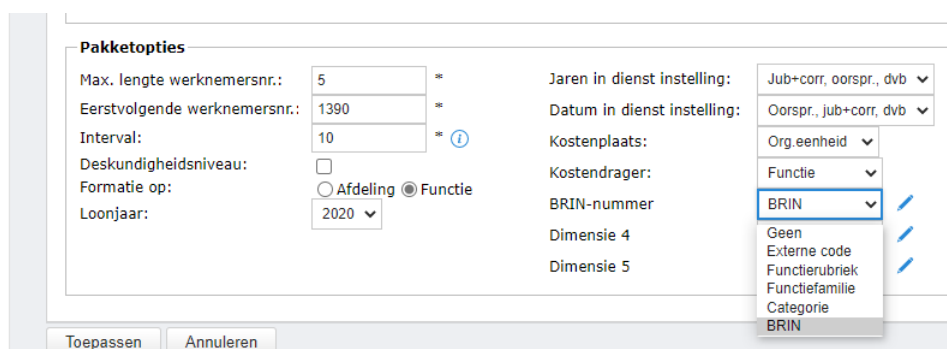 Pakketopties
Max. lengte werknemersnr.: 5 * Jaren in dienst instelling: Jub+corr, oorspr., dvb
Eerstvolgende werknemersnr.: 1390 * Datum in dienst instelling: Oorspr., jub+corr, dvb
Interval: 10 * i Kostenplaats: Org.eenheid
Deskundigheidsniveau: Kostendrager: Functie
Formatie op: Afdeling Functie BRIN-nummer BRIN
Loonjaar: 2020
Dimensie 4
Dimensie 5
Geen
Externe code
Functierubriek
Functiefamilie
Categorie
BRIN
Toepassen Annuleren